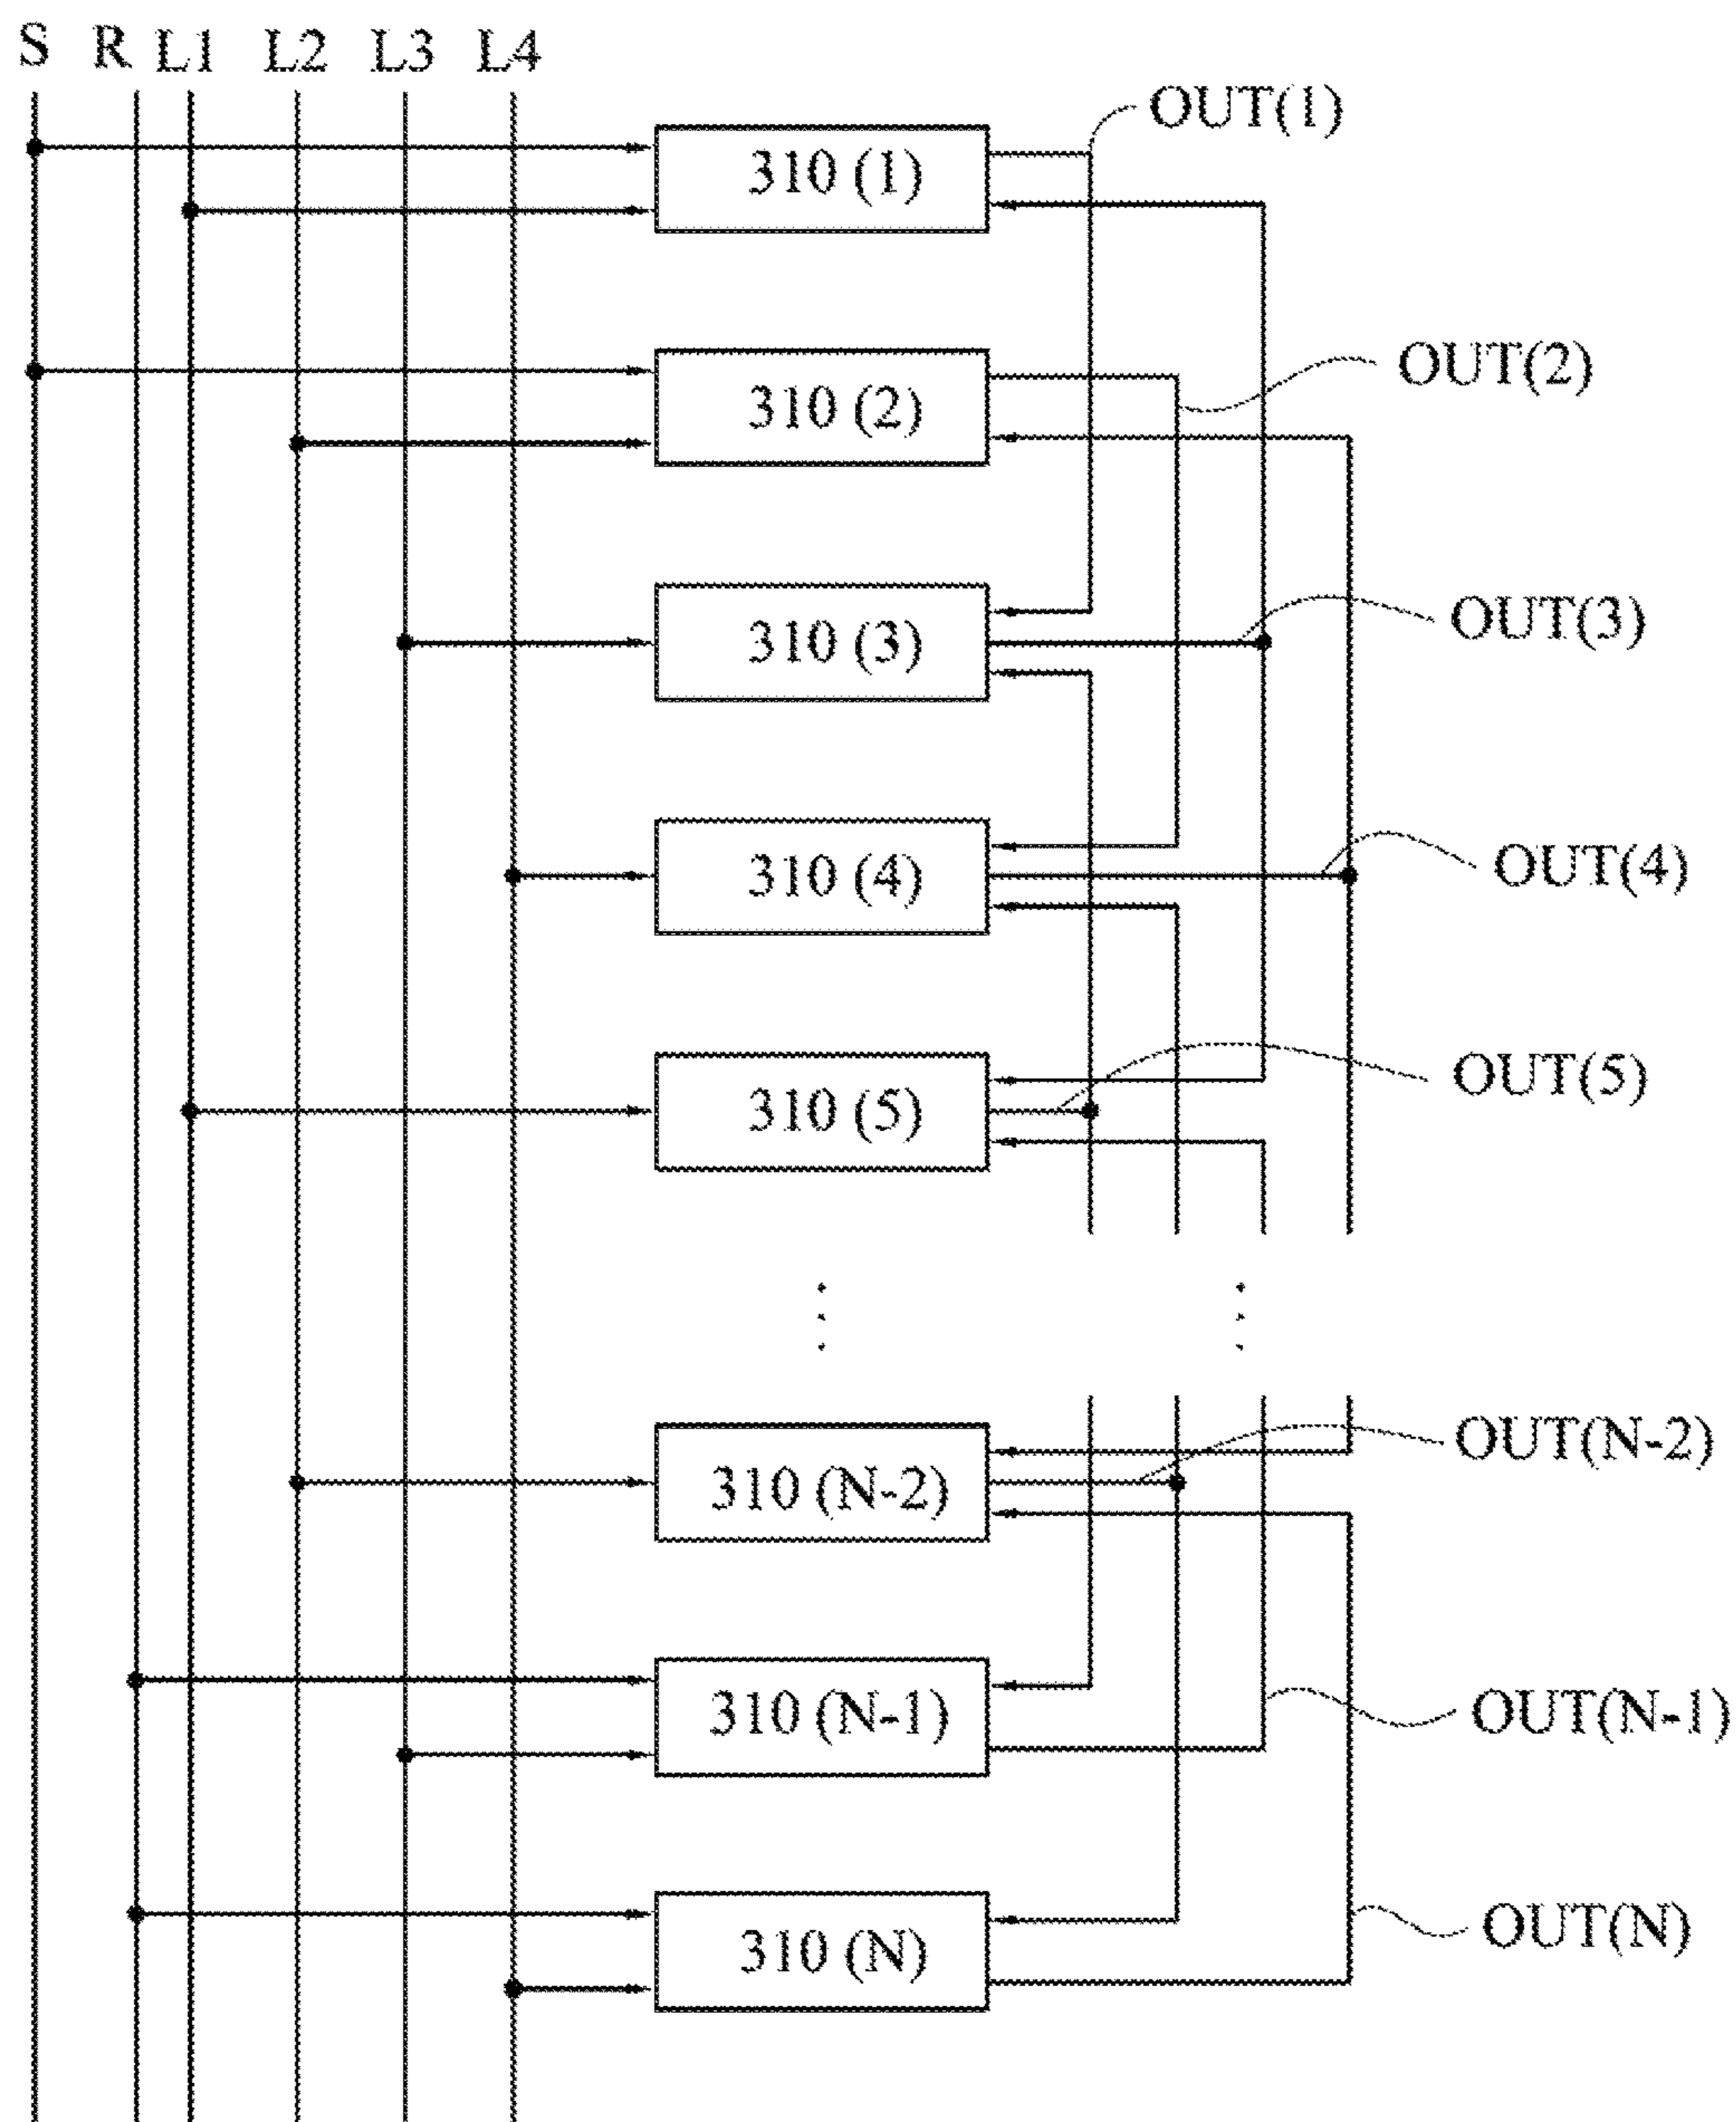 S R L1 L2 L3 L4
OUT(1)
310 (1)
OUT(2)
310 (2)
OUT(3)
310 (3)
OUT(4)
310 (4)
OUT(5)
310 (5)
OUT(N-2)
310 (N-2)
310 (N-1)
OUT(N-1)
OUT(N)
310 (N)